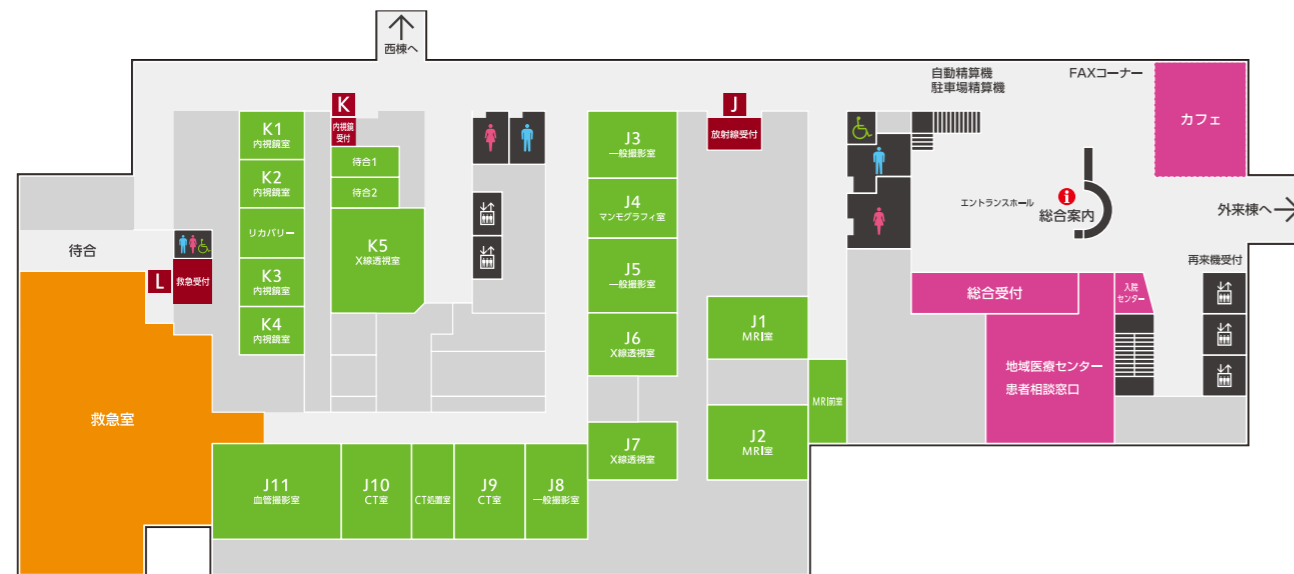 西棟へ
自動精算機
駐車場精算機
FAXコーナー
カフェ
K
内視鏡
受付
J
放射線受付
K1
内視鏡室
待合1
K2
内視鏡室
待合2
リカバリー
K5
X線透視室
K3
内視鏡室
K4
内視鏡室
待合
L
救急受付
救急室
J3
一般撮影室
J4
マンモグラフィ室
J5
一般撮影室
J6
X線透視室
J7
X線透視室
J1
MRI室
J2
MRI室
MRI前室
J11
血管撮影室
J10
CT室
CT処置室
J9
CT室
J8
一般撮影室
エントランスホール
i
総合案内
外来棟へ
再来機受付
総合受付
入院
センター
地域医療センター
患者相談窓口